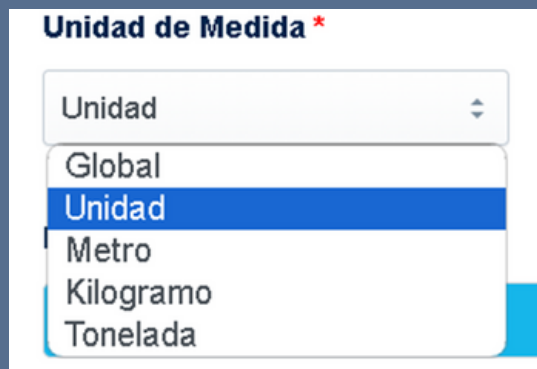 Unidad de Medida *
Unidad
Global
Unidad
Metro
Kilogramo
Tonelada